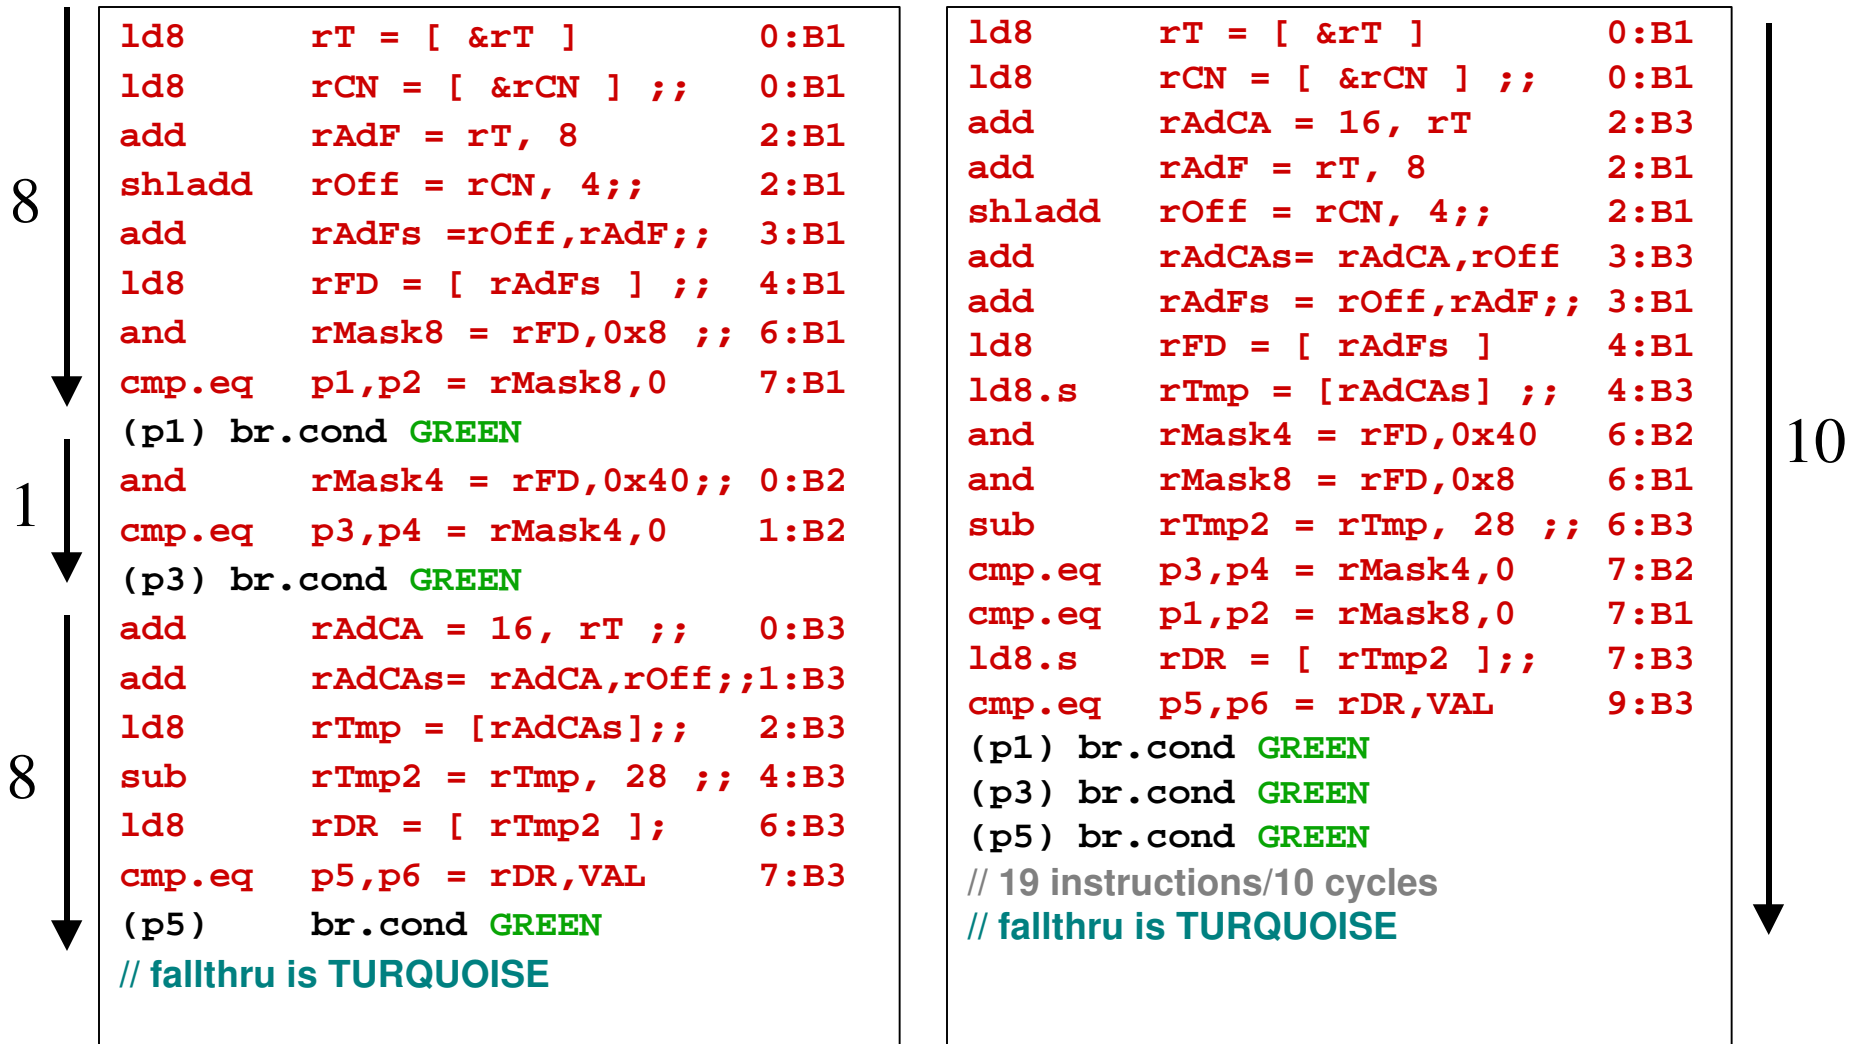 8
1
8
ld8 rT = [ &rT ] 0:B1
ld8 rCN = [ &rCN ] ;; 0:B1
add rAdF = rT, 8 2:B1
shladd rOff = rCN, 4;; 2:B1
add rAdFs =rOff,rAdF;; 3:B1
ld8 rFD = [ rAdFs ] ;; 4:B1
and rMask8 = rFD,0x8 ;; 6:B1
cmp.eq p1,p2 = rMask8,0 7:B1
(p1) br.cond GREEN
and rMask4 = rFD,0x40;; 0:B2
cmp.eq p3,p4 = rMask4,0 1:B2
(p3) br.cond GREEN
add rAdCA = 16, rT ;; 0:B3
add rAdCAs= rAdCA,rOff;;1:B3
ld8 rTmp = [rAdCAs];; 2:B3
sub rTmp2 = rTmp, 28 ;; 4:B3
ld8 rDR = [ rTmp2 ]; 6:B3
cmp.eq p5,p6 = rDR,VAL 7:B3
(p5) br.cond GREEN
// fallthru is TURQUOISE
ld8 rT = [ &rT ] 0:B1
ld8 rCN = [ &rCN ] ;; 0:B1
add rAdCA = 16, rT 2:B3
add rAdF = rT, 8 2:B1
shladd rOff = rCN, 4;; 2:B1
add rAdCAs= rAdCA,rOff 3:B3
add rAdFs = rOff,rAdF;; 3:B1
ld8 rFD = [ rAdFs ] 4:B1
ld8.s rTmp = [rAdCAs] ;; 4:B3
and rMask4 = rFD,0x40 6:B2
and rMask8 = rFD,0x8 6:B1
sub rTmp2 = rTmp, 28 ;; 6:B3
cmp.eq p3,p4 = rMask4,0 7:B2
cmp.eq p1,p2 = rMask8,0 7:B1
ld8.s rDR = [ rTmp2 ];; 7:B3
cmp.eq p5,p6 = rDR,VAL 9:B3
(p1) br.cond GREEN
(p3) br.cond GREEN
(p5) br.cond GREEN
// 19 instructions/10 cycles
// fallthru is TURQUOISE
10